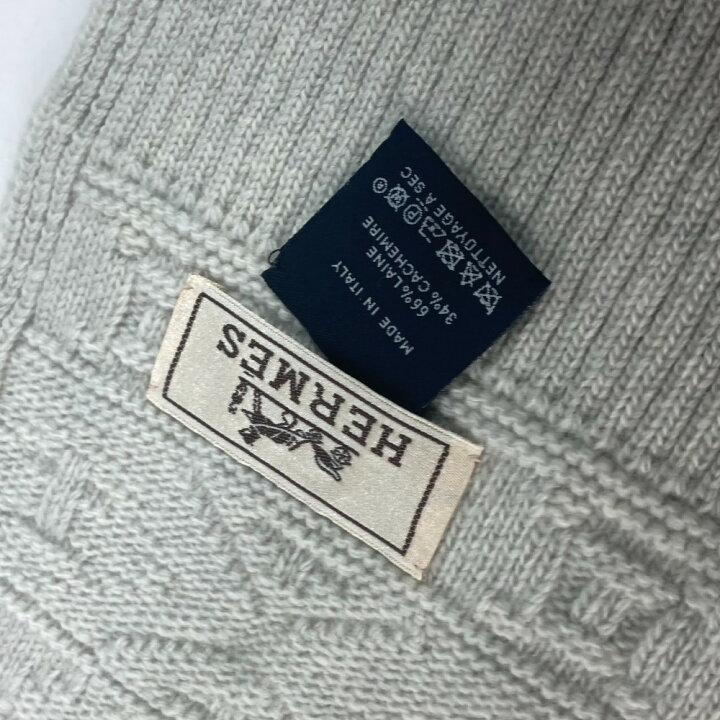 HERMES
MADE IN ITALY
66% LAINE
34% CACHEMIRE
NETTOYAGE A SEC